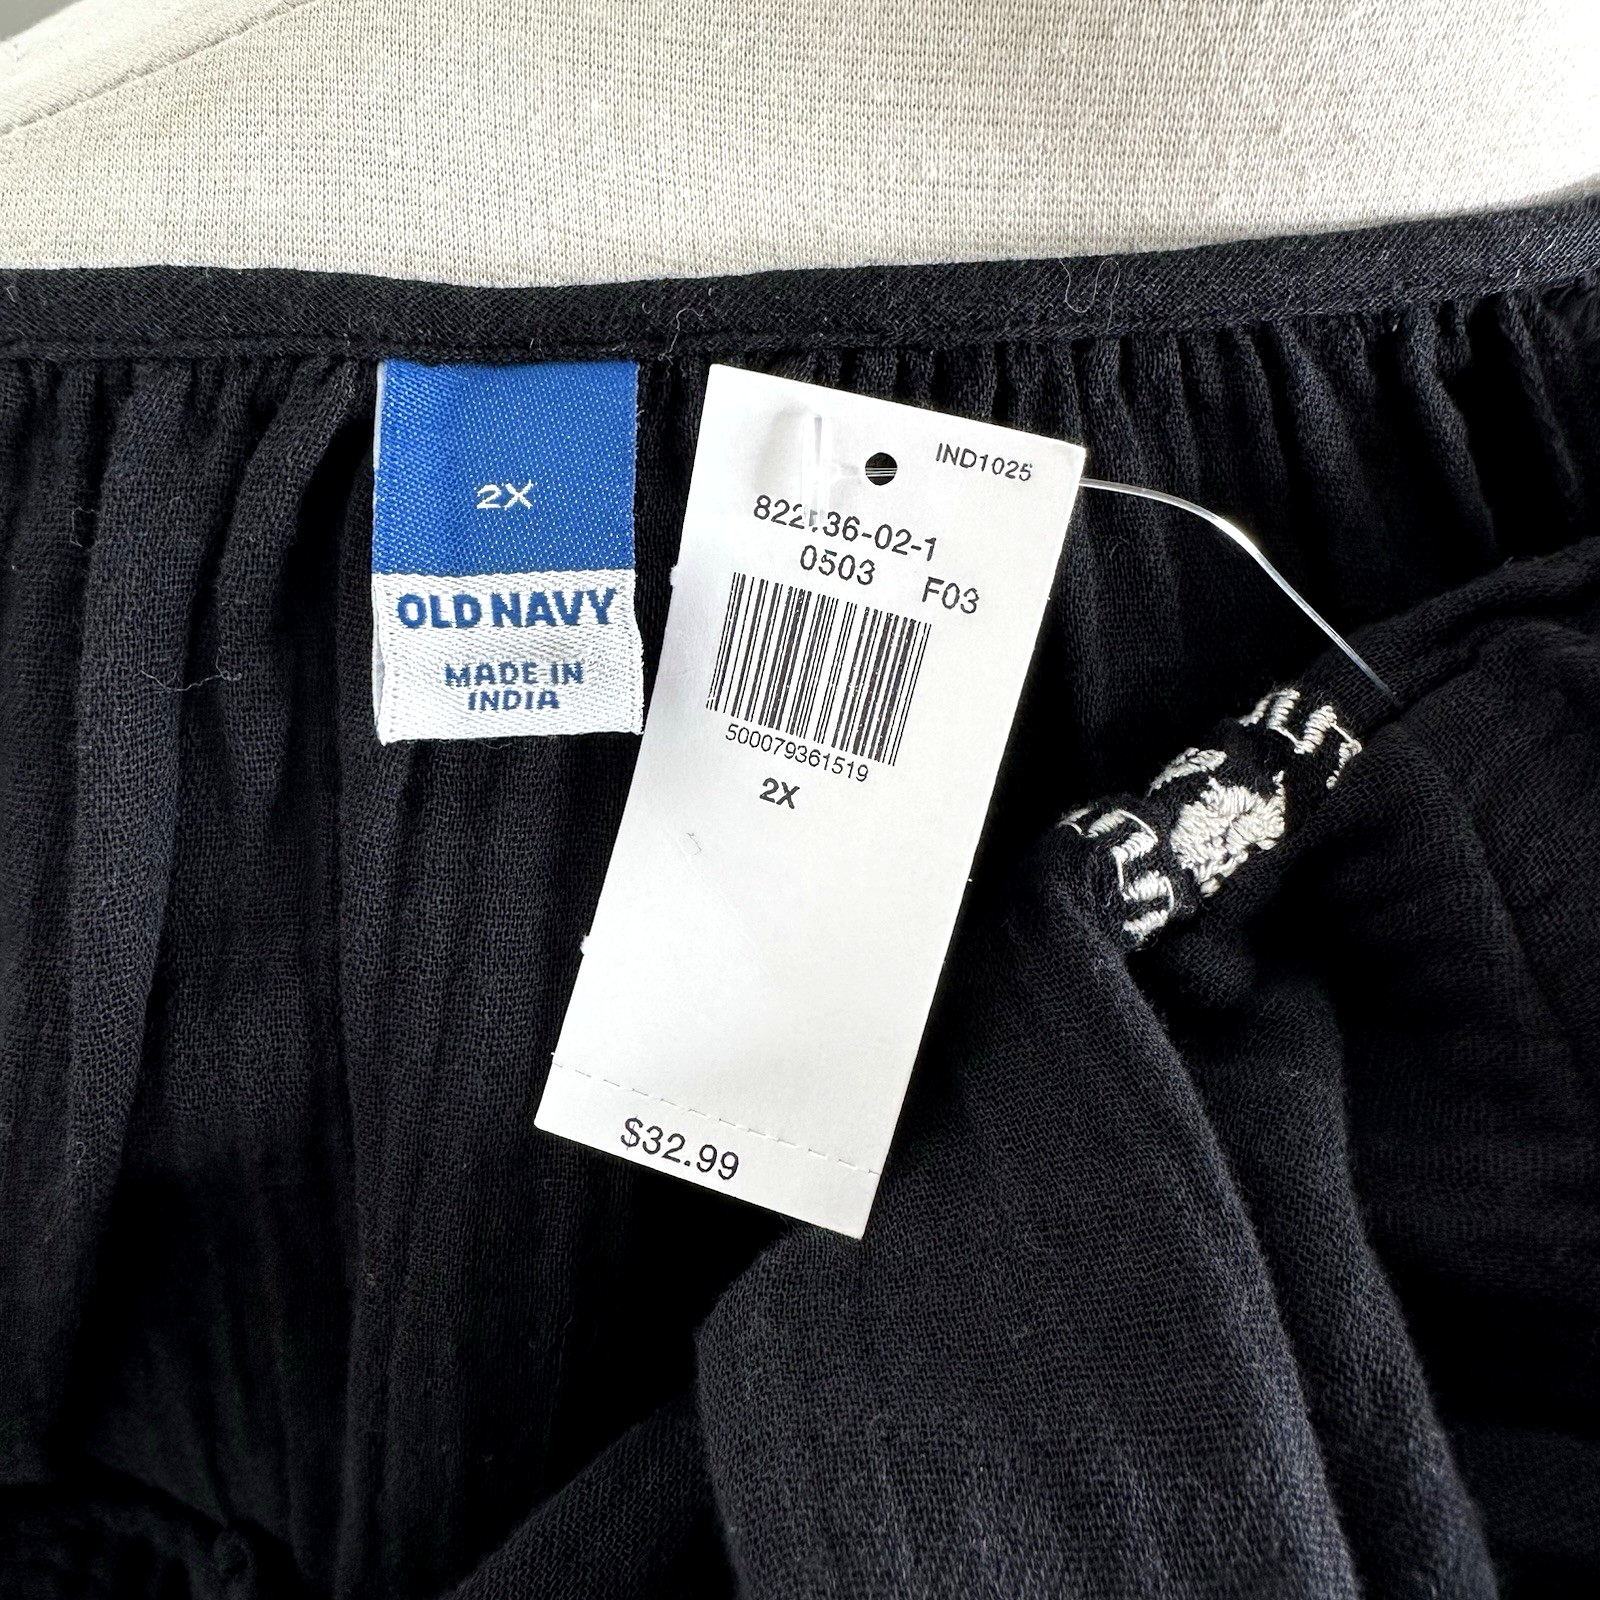 2X
OLD NAVY
MADE IN
INDIA
IND1025
0503 F03
500079361519
2X
$32.99